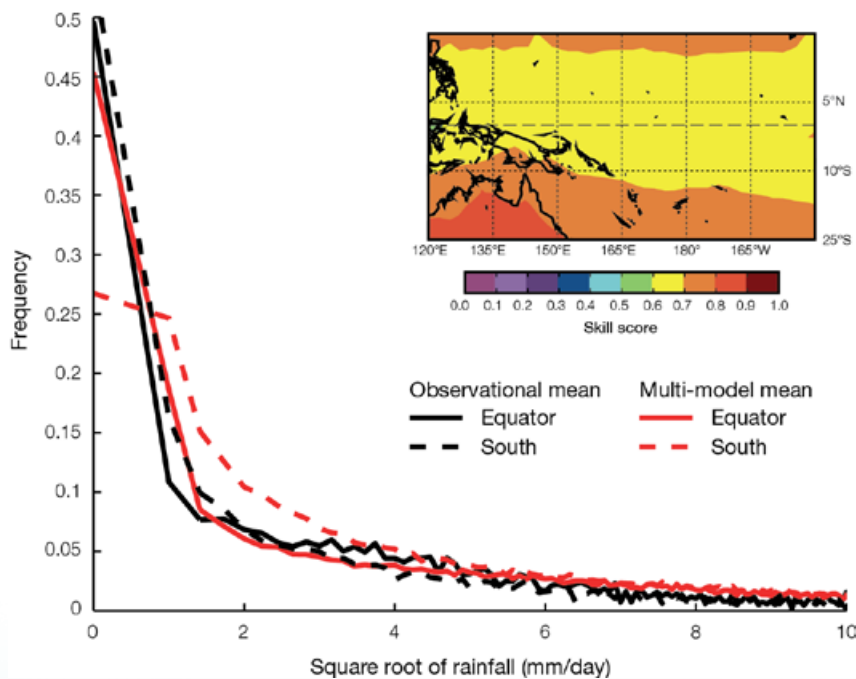 0.5
0.45
0.4
0.35
0.3
0.25
0.2
0.15
0.1
0.05
0
Frequency
0 2 4 6 8 10
Square root of rainfall (mm/day)
5°N
10°S
25°S
120°E 135°E 150°E 165°E 180° 165°W
0.0 0.1 0.2 0.3 0.4 0.5 0.6 0.7 0.8 0.9 1.0
Skill score
Observational mean Multi-model mean
Equator Equator
South South